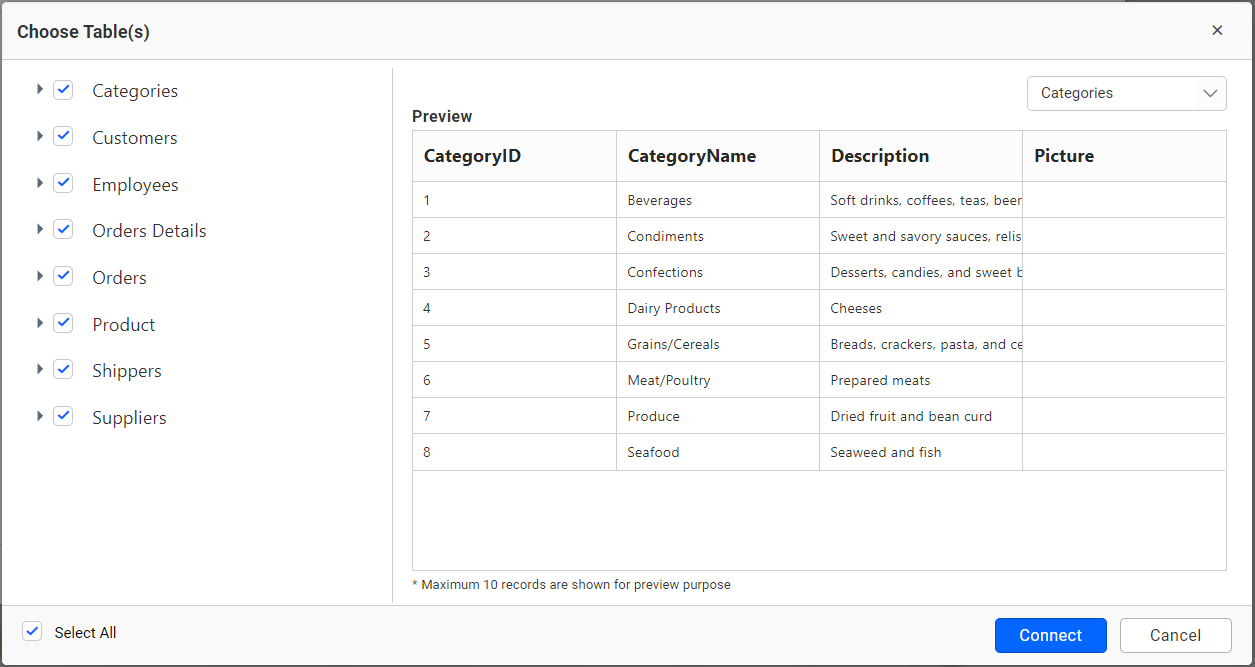 Choose Table(s)
Categories
Customers
Employees
Orders Details
Orders
Product
Shippers
Suppliers
Categories
Preview
CategoryID CategoryName Description Picture
1 Beverages Soft drinks, coffees, teas, beer
2 Condiments Sweet and savory sauces, relis
3 Confections Desserts, candies, and sweet b
4 Dairy Products Cheeses
5 Grains/Cereals Breads, crackers, pasta, and ce
6 Meat/Poultry Prepared meats
7 Produce Dried fruit and bean curd
8 Seafood Seaweed and fish
* Maximum 10 records are shown for preview purpose
Select All
Connect Cancel